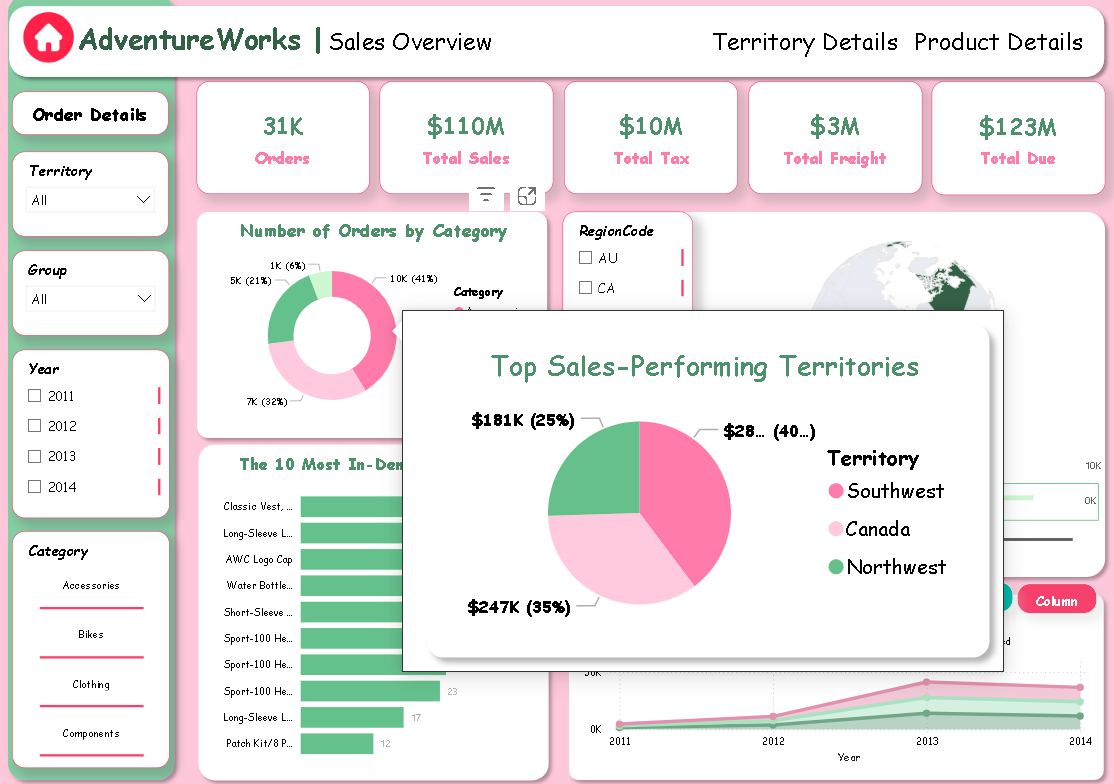 AdventureWorks | Sales Overview
Territory Details Product Details
Order Details
Territory
All
Group
All
Year
2011
2012
2013
2014
Category
Accessories
Bikes
Clothing
Components
31K
Orders
$110M
Total Sales
$10M
Total Tax
$3M
Total Freight
$123M
Total Due
Number of Orders by Category
1K (6%)
5K (21%)
10K (41%)
7K (32%)
Category
RegionCode
AU
CA
Top Sales-Performing Territories
$181K (25%)
$28... (40...)
$247K (35%)
Territory
Southwest
Canada
Northwest
10K
0K
The 10 Most In-Dem
Classic Vest, ...
Long-Sleeve L...
AWC Logo Cap
Water Bottle...
Short-Sleeve ...
Sport-100 He...
Sport-100 He...
Sport-100 He...
23
Long-Sleeve L...
17
Patch Kit/8 P...
12
Column
0K
2011
2012
2013
2014
Year